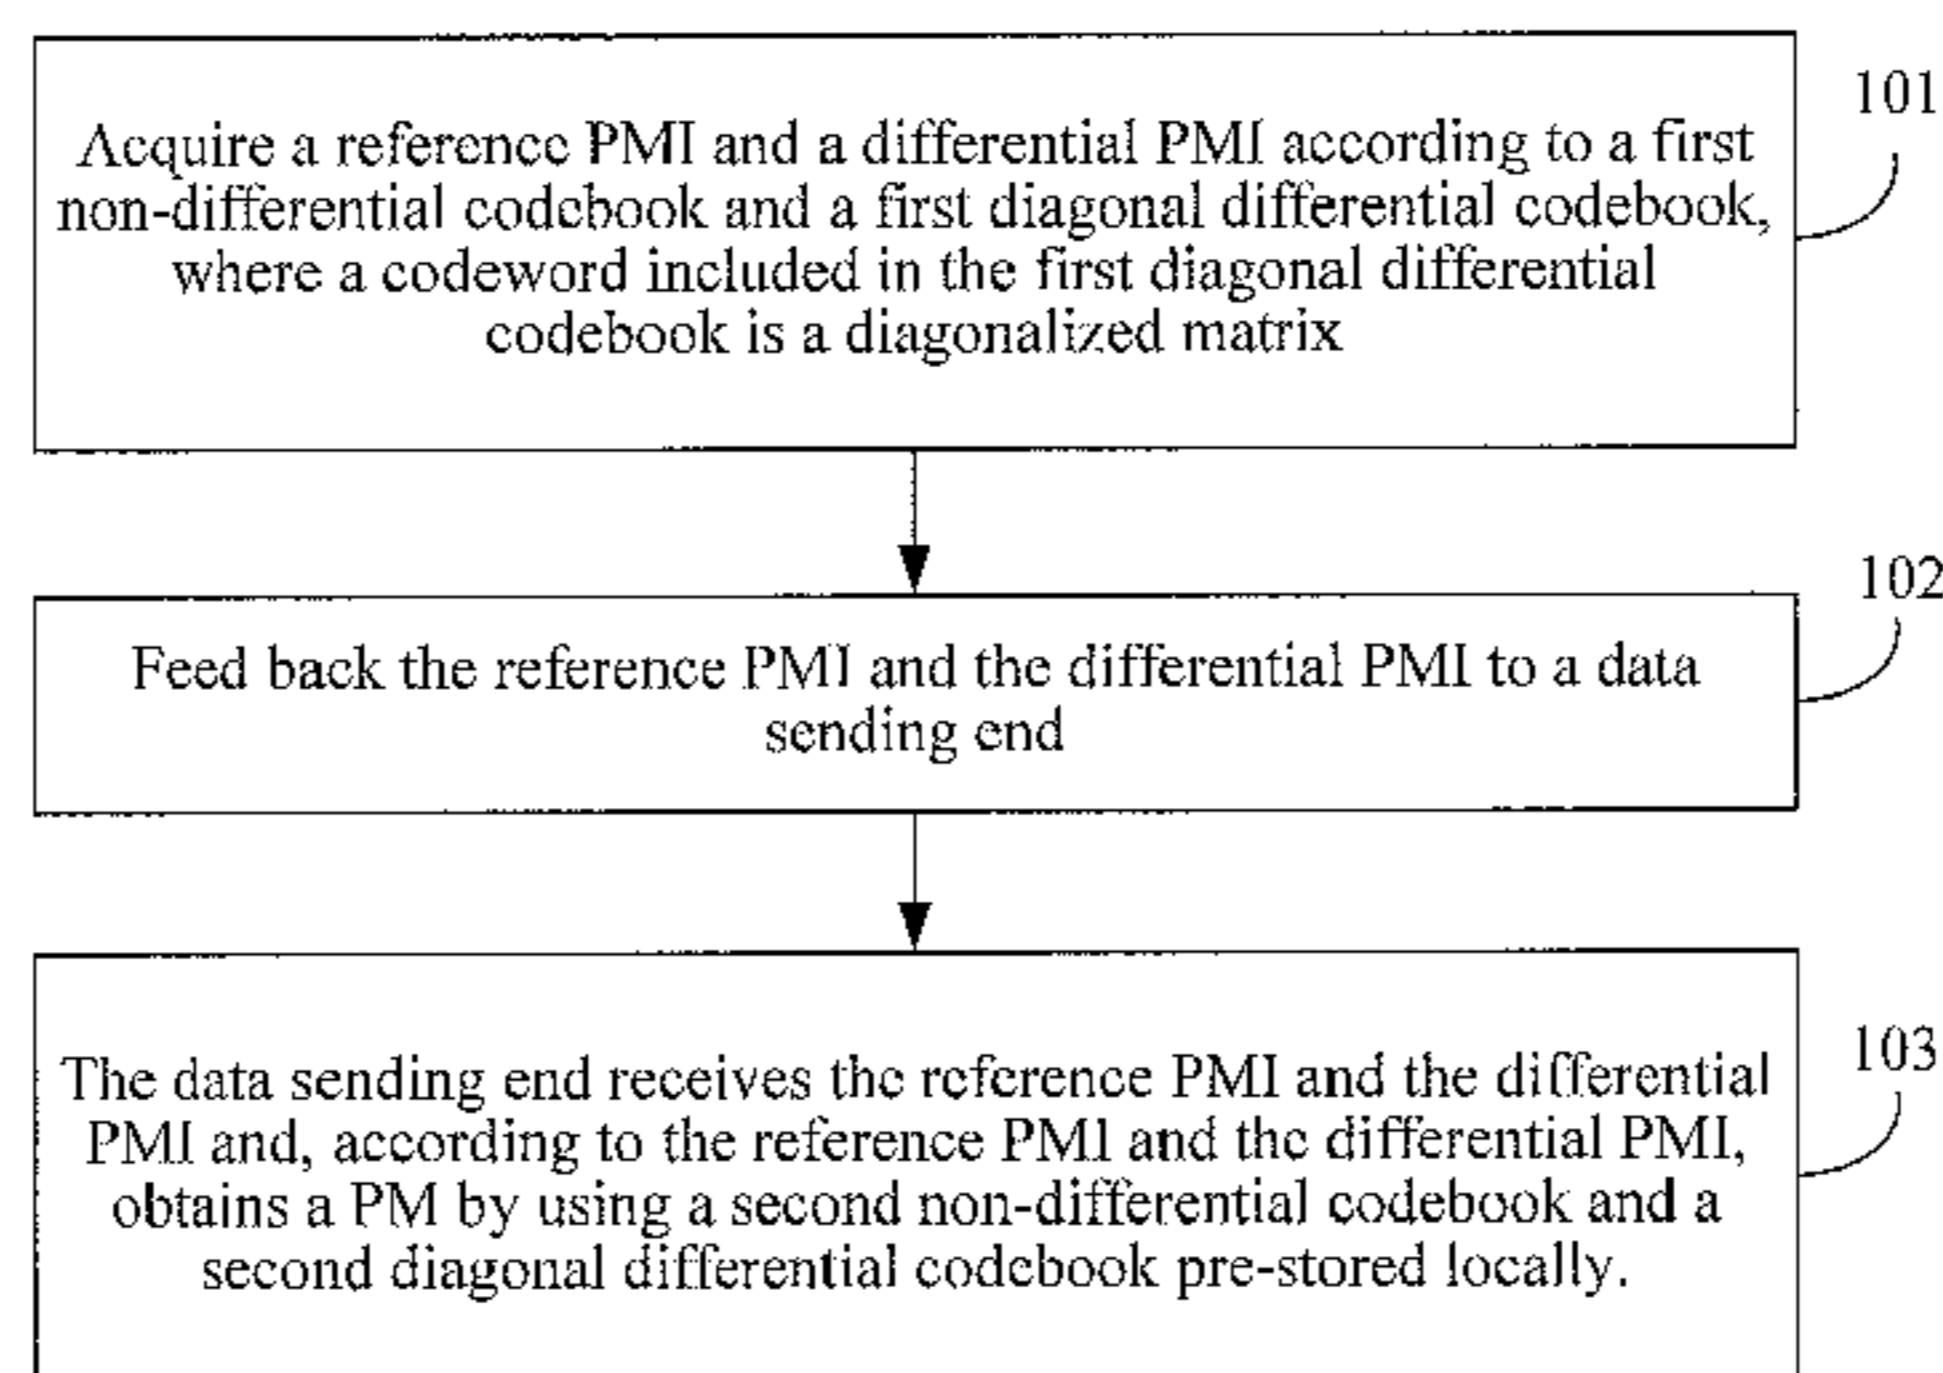 101
Acquire a reference PMI and a differential PMI according to a first
non-differential codebook and a first diagonal differential codebook,
where a codeword included in the first diagonal differential
codebook is a diagonalized matrix
102
Feed back the reference PMI and the differential PMI to a data
sending end
103
The data sending end receives the reference PMI and the differential
PMI and, according to the reference PMI and the differential PMI,
obtains a PM by using a second non-differential codebook and a
second diagonal differential codebook pre-stored locally.